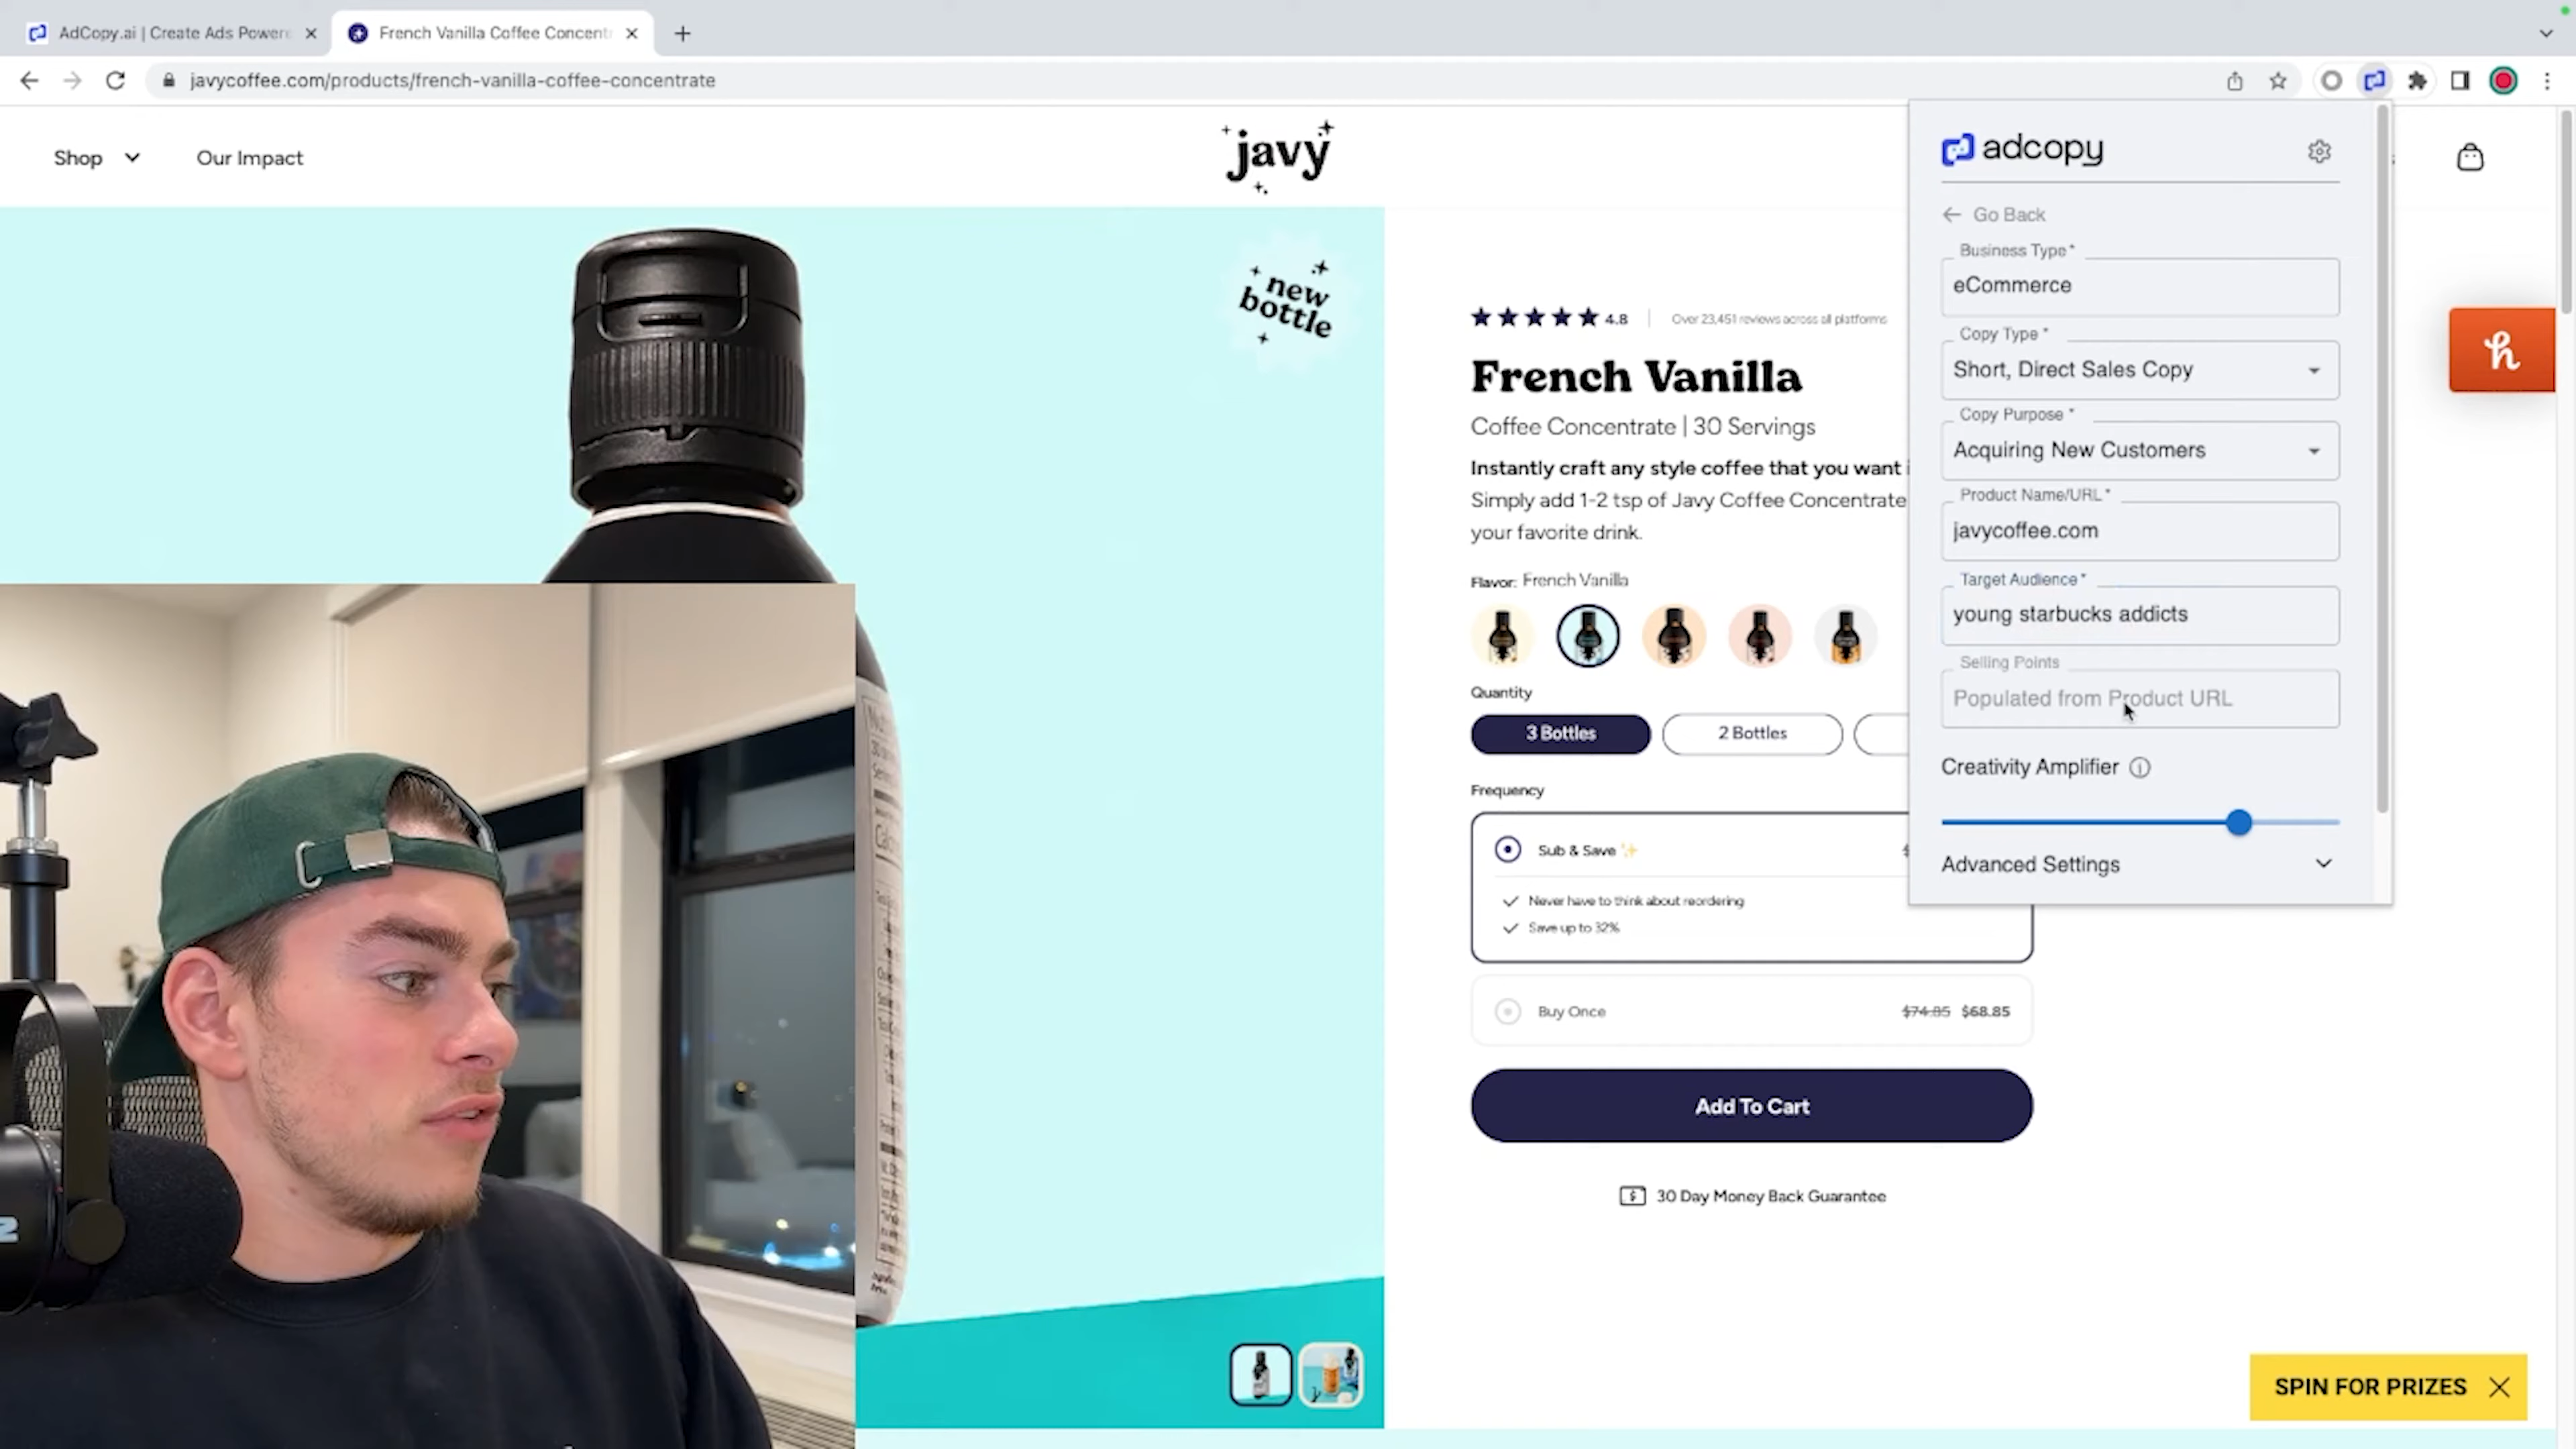 AdCopy.ai | Create Ads Powere
French Vanilla Coffee Concent
javycoffee.com/products/french-vanilla-coffee-concentrate
Shop
Our Impact
javy
new
bottle
4.8
Over 23,451 reviews across all platforms
French Vanilla
Coffee Concentrate | 30 Servings
Instantly craft any style coffee that you want i
Simply add 1-2 tsp of Javy Coffee Concentrate
your favorite drink.
Flavor: French Vanilla
Quantity
3 Bottles
2 Bottles
Frequency
Sub & Save
Never have to think about reordering
Save up to 32%
Buy Once
$74.85 $68.85
Add To Cart
30 Day Money Back Guarantee
adcopy
Go Back
Business Type *
eCommerce
Copy Type *
Short, Direct Sales Copy
Copy Purpose *
Acquiring New Customers
Product Name/URL *
javycoffee.com
Target Audience *
young starbucks addicts
Selling Points
Populated from Product URL
Creativity Amplifier
Advanced Settings
h
SPIN FOR PRIZES